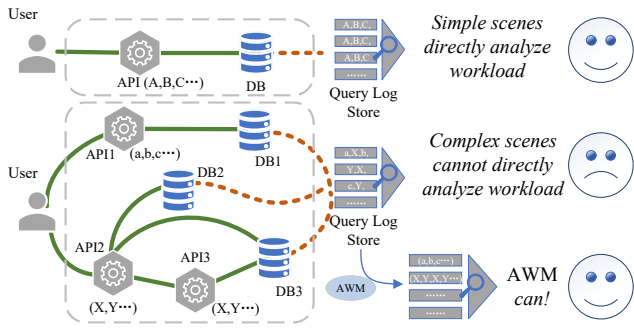 User
API (A,B,C⋯)
DB
A,B,C,
A,B,C,
A,B,C
⋯⋯
Query Log
Store
Simple scenes
directly analyze
workload
API1
(a,b,c⋯)
DB1
User
DB2
API2
(X,Y⋯)
API3
(X,Y⋯)
DB3
a,X,b,
Y,X,
c,Y,
⋯⋯
Query Log
Store
Complex scenes
cannot directly
analyze workload
AWM
(a,b,c⋯)
(X,Y,X,Y⋯)
⋯⋯
⋯⋯
AWM
can!